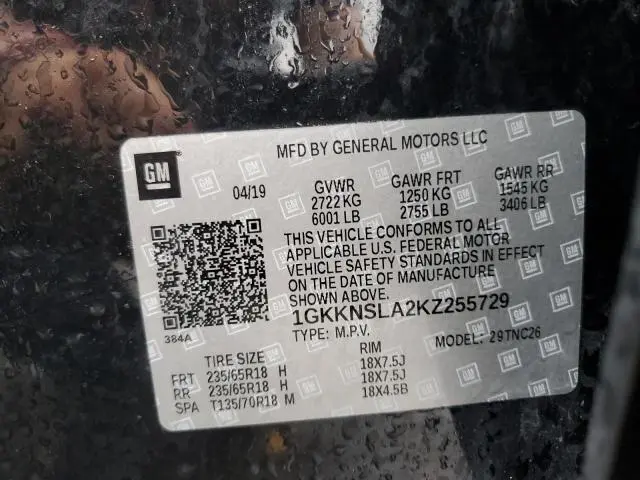 MFD BY GENERAL MOTORS LLC
GM
04/19
GVWR GAWR FRT GAWR RR
2722 KG 1250 KG 1545 KG
6001 LB 2755 LB 3406 LB
THIS VEHICLE CONFORMS TO ALL
APPLICABLE U.S. FEDERAL MOTOR
VEHICLE SAFETY STANDARDS IN EFFECT
ON THE DATE OF MANUFACTURE
SHOWN ABOVE.
1GKKNSLA2KZ255729
384A
TYPE: M.P.V. MODEL: 29TNC26
TIRE SIZE RIM
FRT 235/65R18 H 18X7.5J
RR 235/65R18 H 18X7.5J
SPA T135/70R18 M 18X4.5B